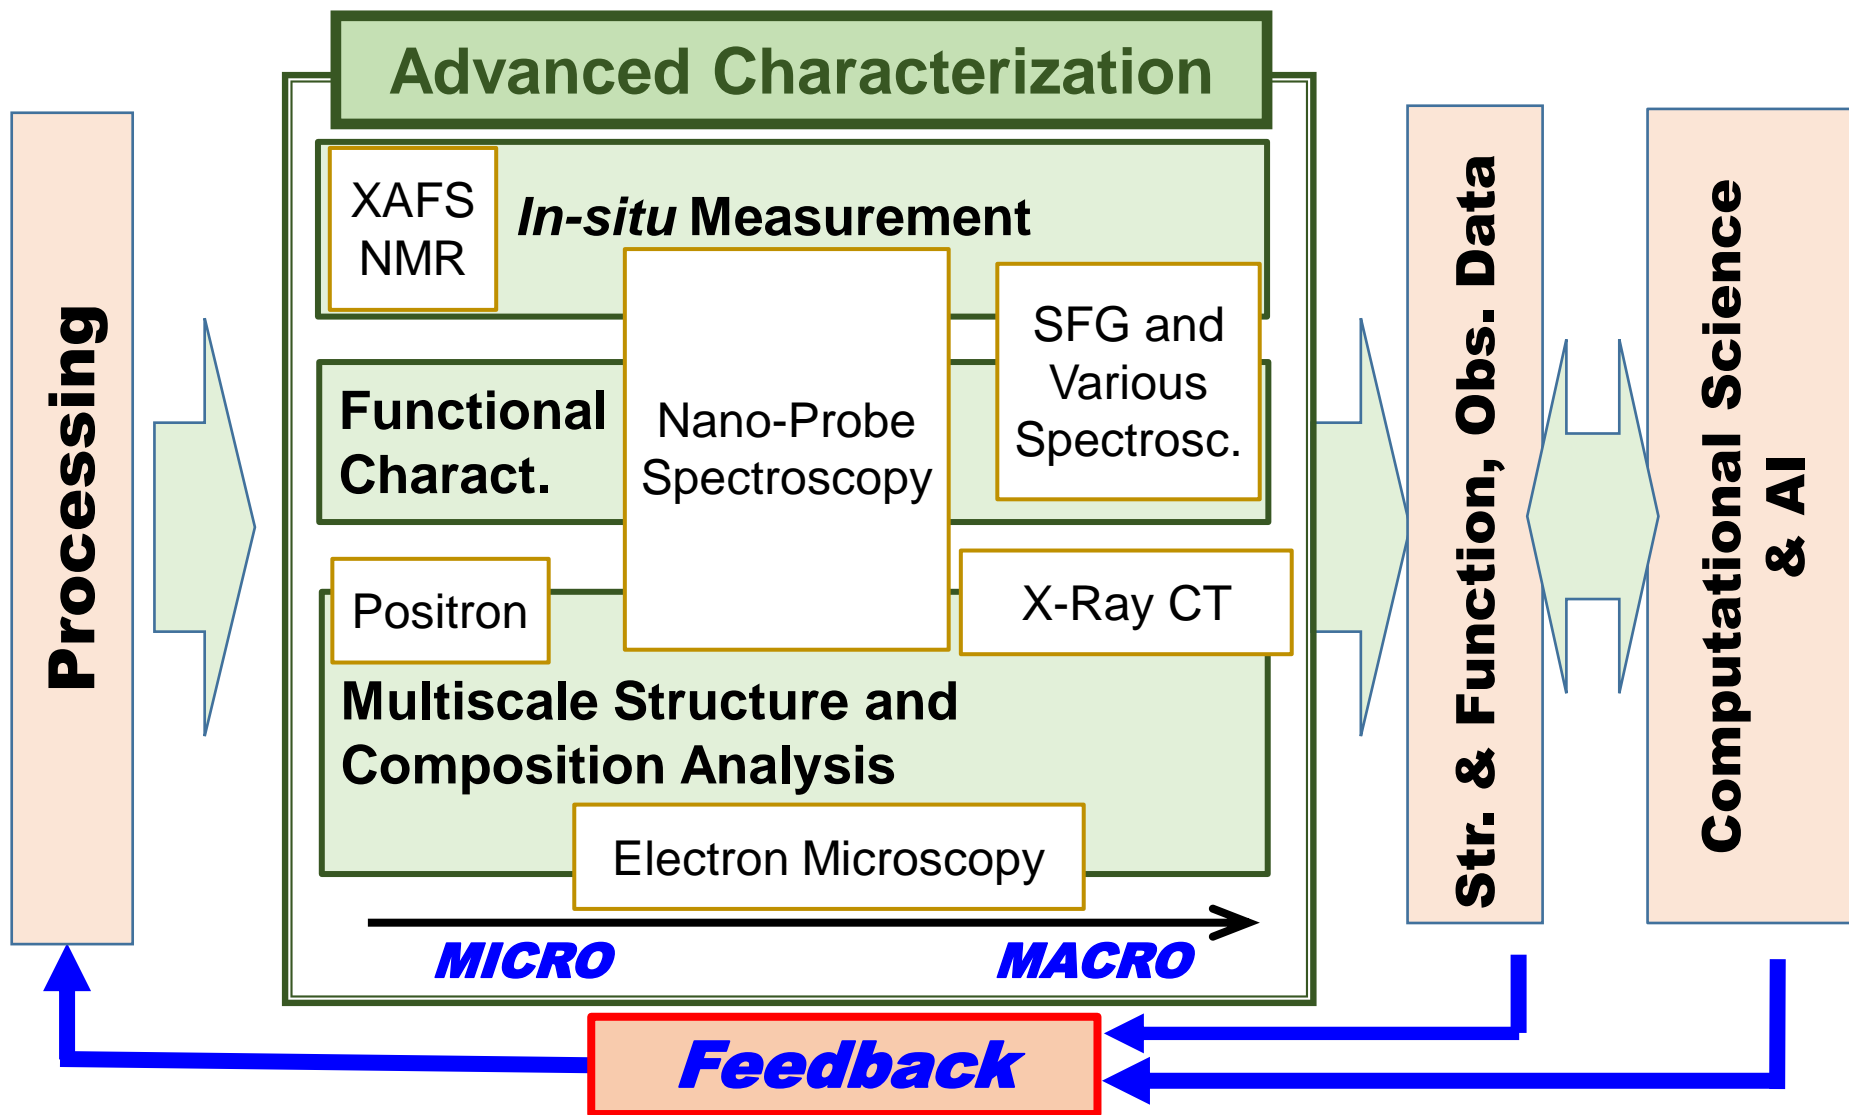 Advanced Characterization
Processing
XAFS
NMR
In-situ Measurement
SFG and
Various
Spectrosc.
Functional
Charact.
Nano-Probe
Spectroscopy
Positron
X-Ray CT
Multiscale Structure and
Composition Analysis
Electron Microscopy
MICRO
MACRO
Str. & Function, Obs. Data
Computational Science
& AI
Feedback